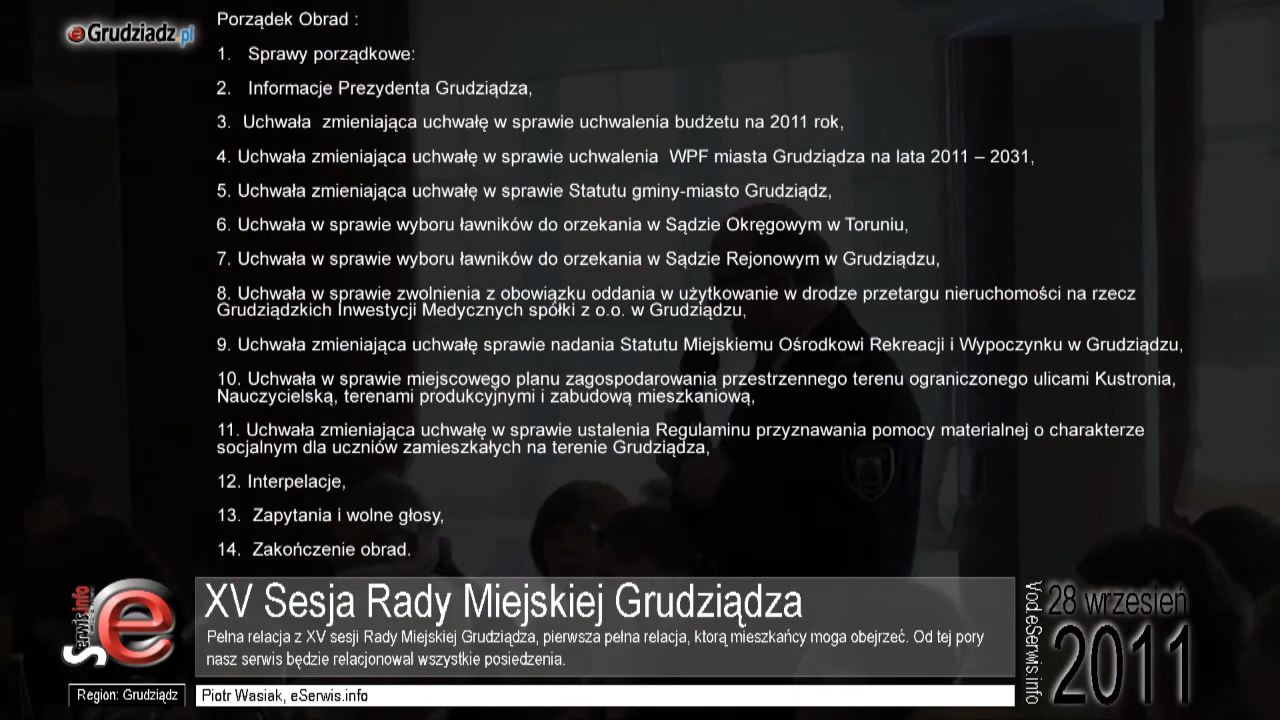 eGrudziadz.pl
Porządek Obrad :
1. Sprawy porządkowe:
2. Informacje Prezydenta Grudziądza,
3. Uchwała zmieniająca uchwałę w sprawie uchwalenia budżetu na 2011 rok,
4. Uchwała zmieniająca uchwałę w sprawie uchwalenia WPF miasta Grudziądza na lata 2011 – 2031,
5. Uchwała zmieniająca uchwałę w sprawie Statutu gminy-miasto Grudziądz,
6. Uchwała w sprawie wyboru ławników do orzekania w Sądzie Okręgowym w Toruniu,
7. Uchwała w sprawie wyboru ławników do orzekania w Sądzie Rejonowym w Grudziądzu,
8. Uchwała w sprawie zwolnienia z obowiązku oddania w użytkowanie w drodze przetargu nieruchomości na rzecz
Grudziądzkich Inwestycji Medycznych spółki z o.o. w Grudziądzu,
9. Uchwała zmieniająca uchwałę sprawie nadania Statutu Miejskiemu Ośrodkowi Rekreacji i Wypoczynku w Grudziądzu,
10. Uchwała w sprawie miejscowego planu zagospodarowania przestrzennego terenu ograniczonego ulicami Kustronia,
Nauczycielską, terenami produkcyjnymi i zabudową mieszkaniową,
11. Uchwała zmieniająca uchwałę w sprawie ustalenia Regulaminu przyznawania pomocy materialnej o charakterze
socjalnym dla uczniów zamieszkałych na terenie Grudziądza,
12. Interpelacje,
13. Zapytania i wolne głosy,
14. Zakończenie obrad.
XV Sesja Rady Miejskiej Grudziądza
Pełna relacja z XV sesji Rady Miejskiej Grudziądza, pierwsza pełna relacja, ktorą mieszkańcy moga obejrzeć. Od tej pory
nasz serwis będzie relacjonowal wszystkie posiedzenia.
Piotr Wasiak, eSerwis.info
e
Serwis.info
Region: Grudziądz
Vod.eSerwis.info
28 wrzesień
2011